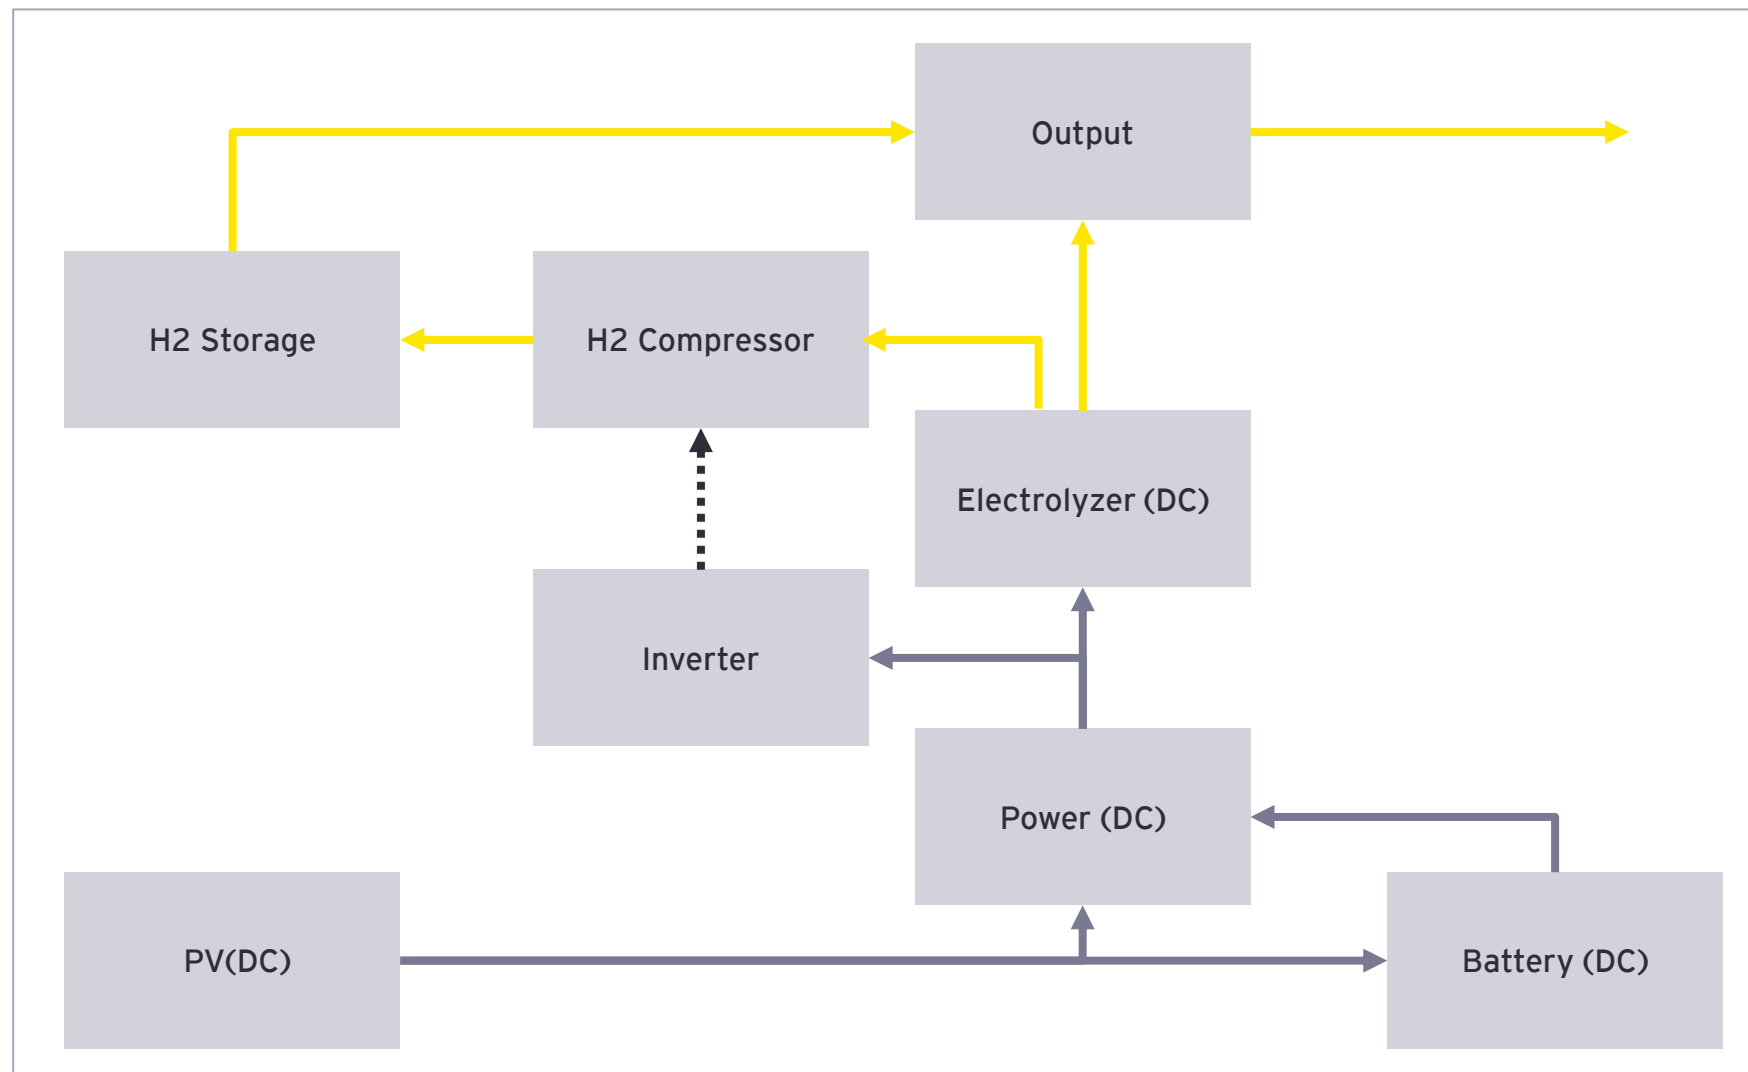 Output
H2 Storage
H2 Compressor
Electrolyzer (DC)
Inverter
Power (DC)
PV(DC)
Battery (DC)